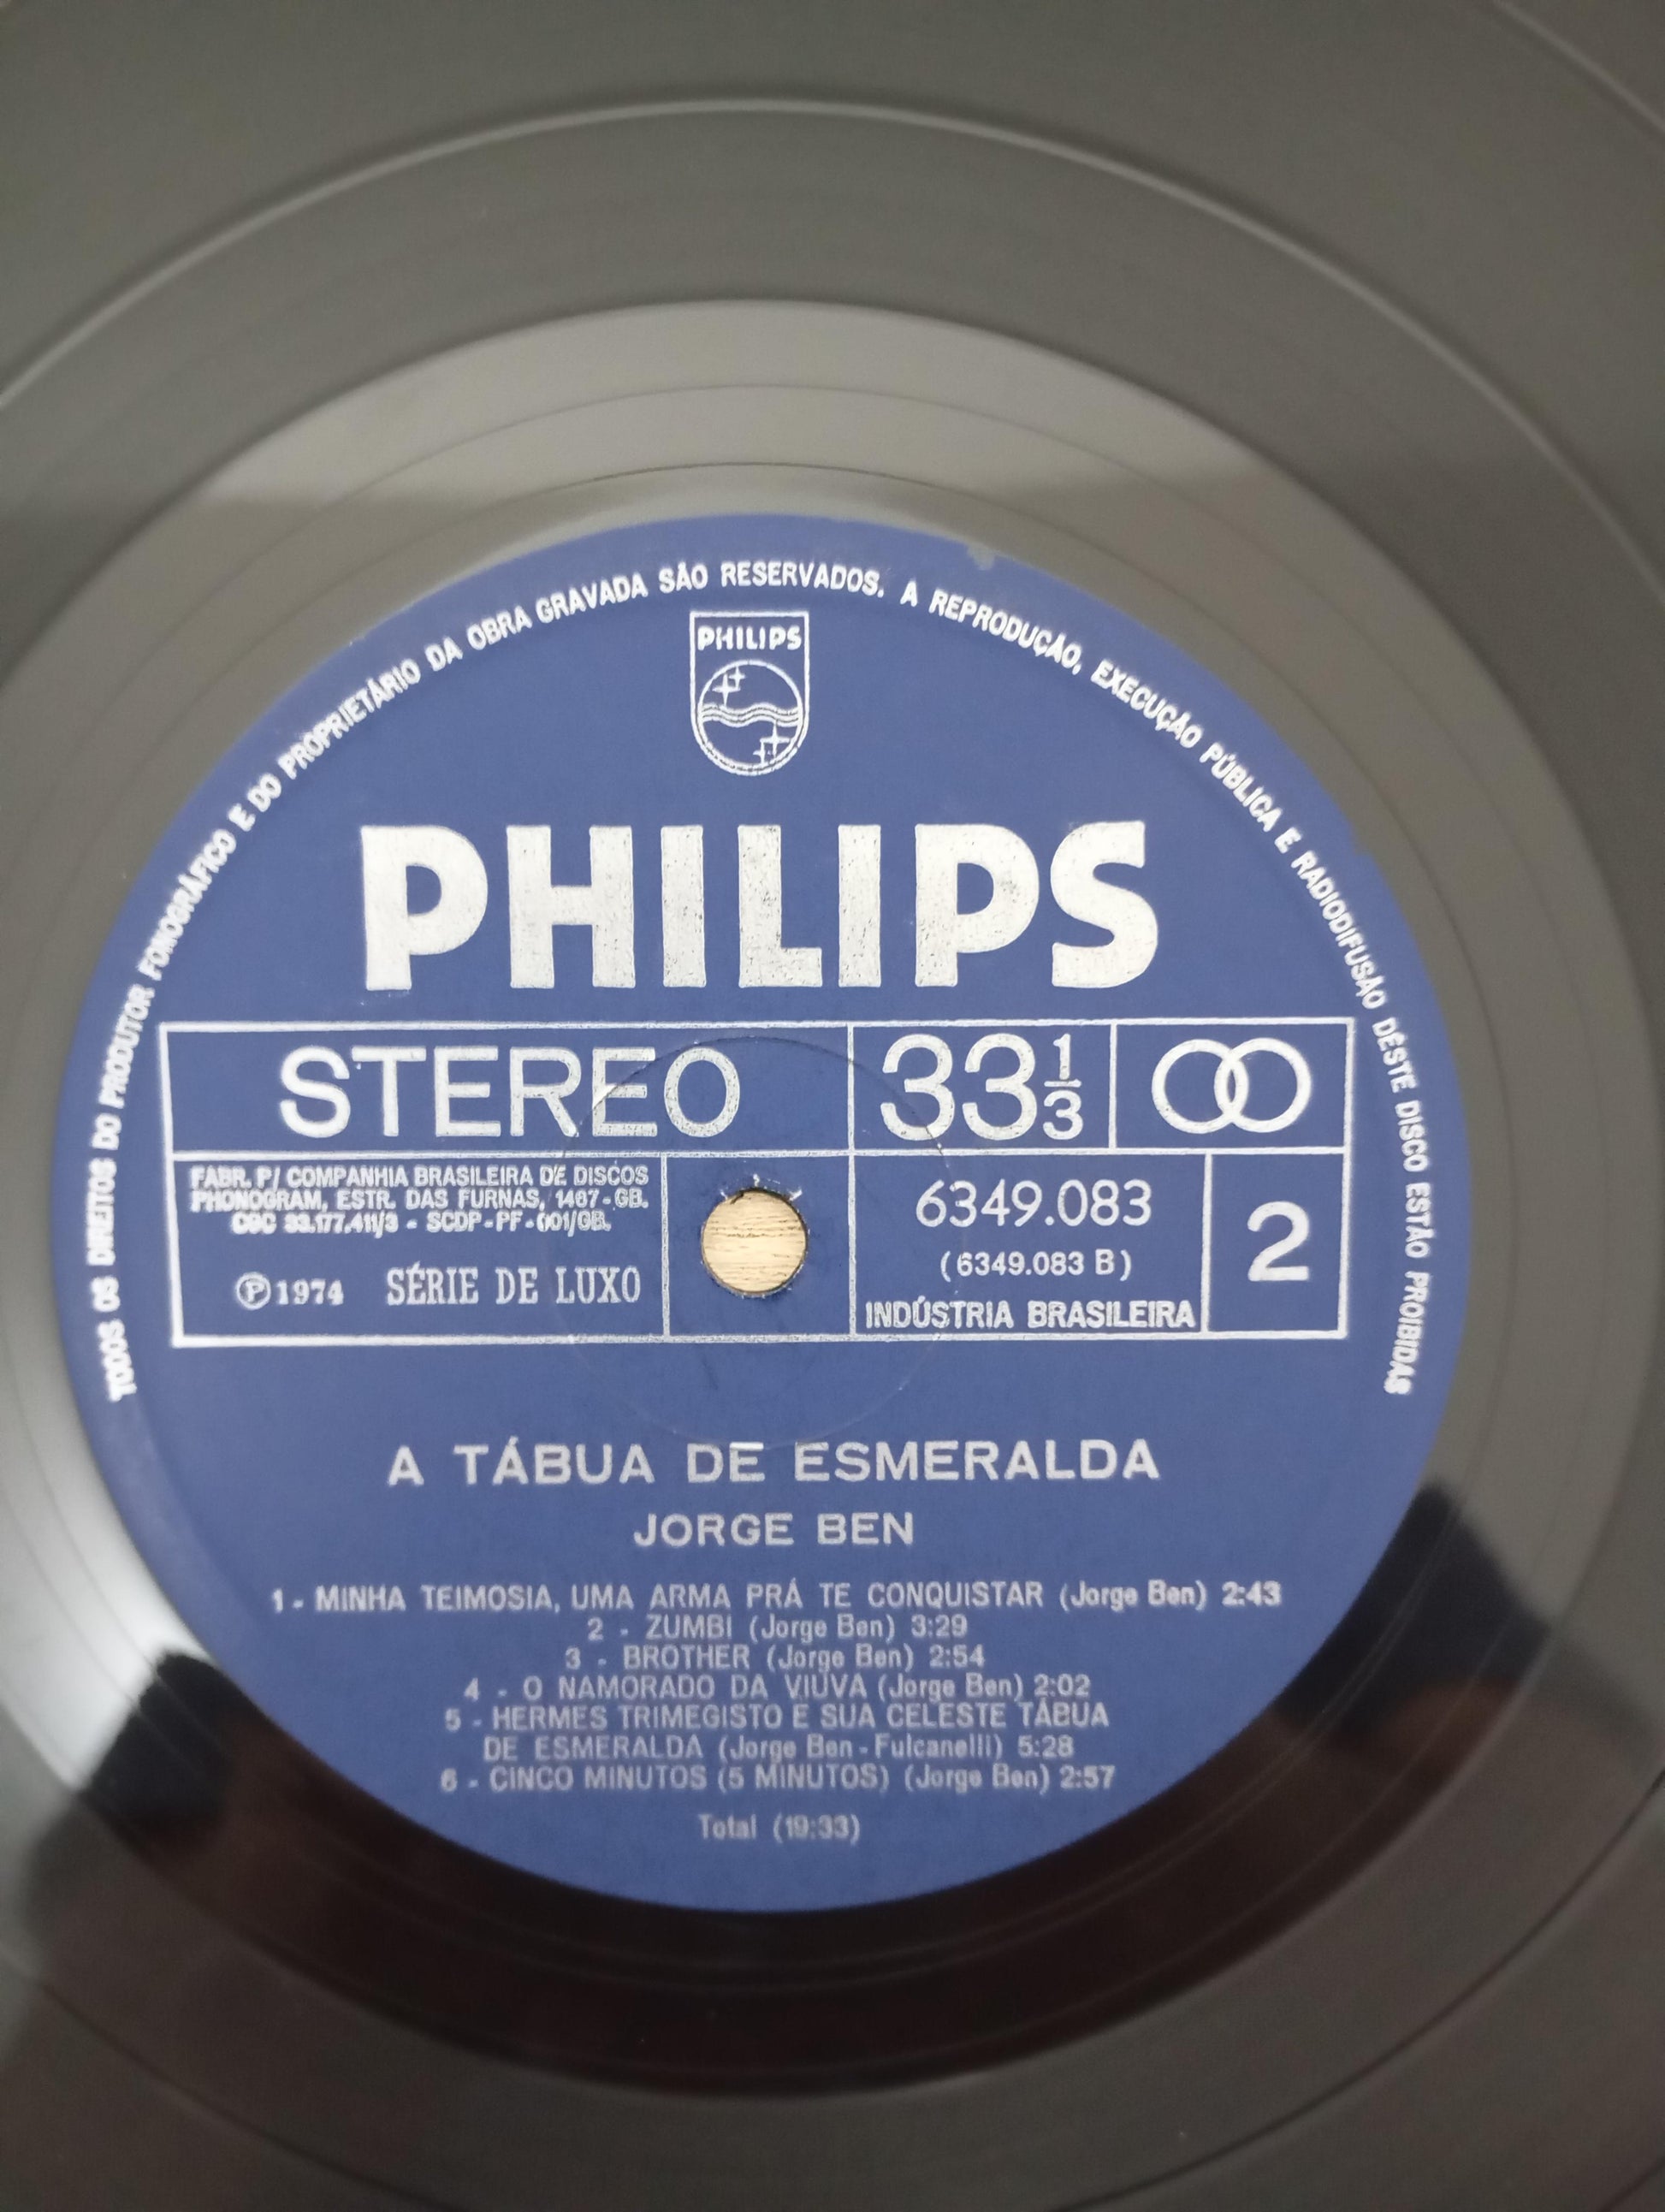 TODOS OS DIREITOS DO PRODUTOR FONOGRÁFICO E DO PROPRIETÁRIO DA OBRA GRAVADA SÃO RESERVADOS. A REPRODUÇÃO, EXECUÇÃO PÚBLICA E RADIODIFUSÃO DÊSTE DISCO ESTÃO PROIBIDAS
PHILIPS
PHILIPS
STEREO
33 1/3
FABR. P/ COMPANHIA BRASILEIRA DE DISCOS
PHONOGRAM, ESTR. DAS FURNAS, 1467-GB.
CGC 33.177.411/3 - SCDP-PF-001/GB.
Ⓟ1974 SÉRIE DE LUXO
6349.083
(6349.083 B)
INDÚSTRIA BRASILEIRA
2
A TÁBUA DE ESMERALDA
JORGE BEN
1 - MINHA TEIMOSIA, UMA ARMA PRÁ TE CONQUISTAR (Jorge Ben) 2:43
2 - ZUMBI (Jorge Ben) 3:29
3 - BROTHER (Jorge Ben) 2:54
4 - O NAMORADO DA VIUVA (Jorge Ben) 2:02
5 - HERMES TRIMEGISTO E SUA CELESTE TÁBUA
DE ESMERALDA (Jorge Ben - Fulcanelli) 5:28
6 - CINCO MINUTOS (5 MINUTOS) (Jorge Ben) 2:57
Total (19:33)